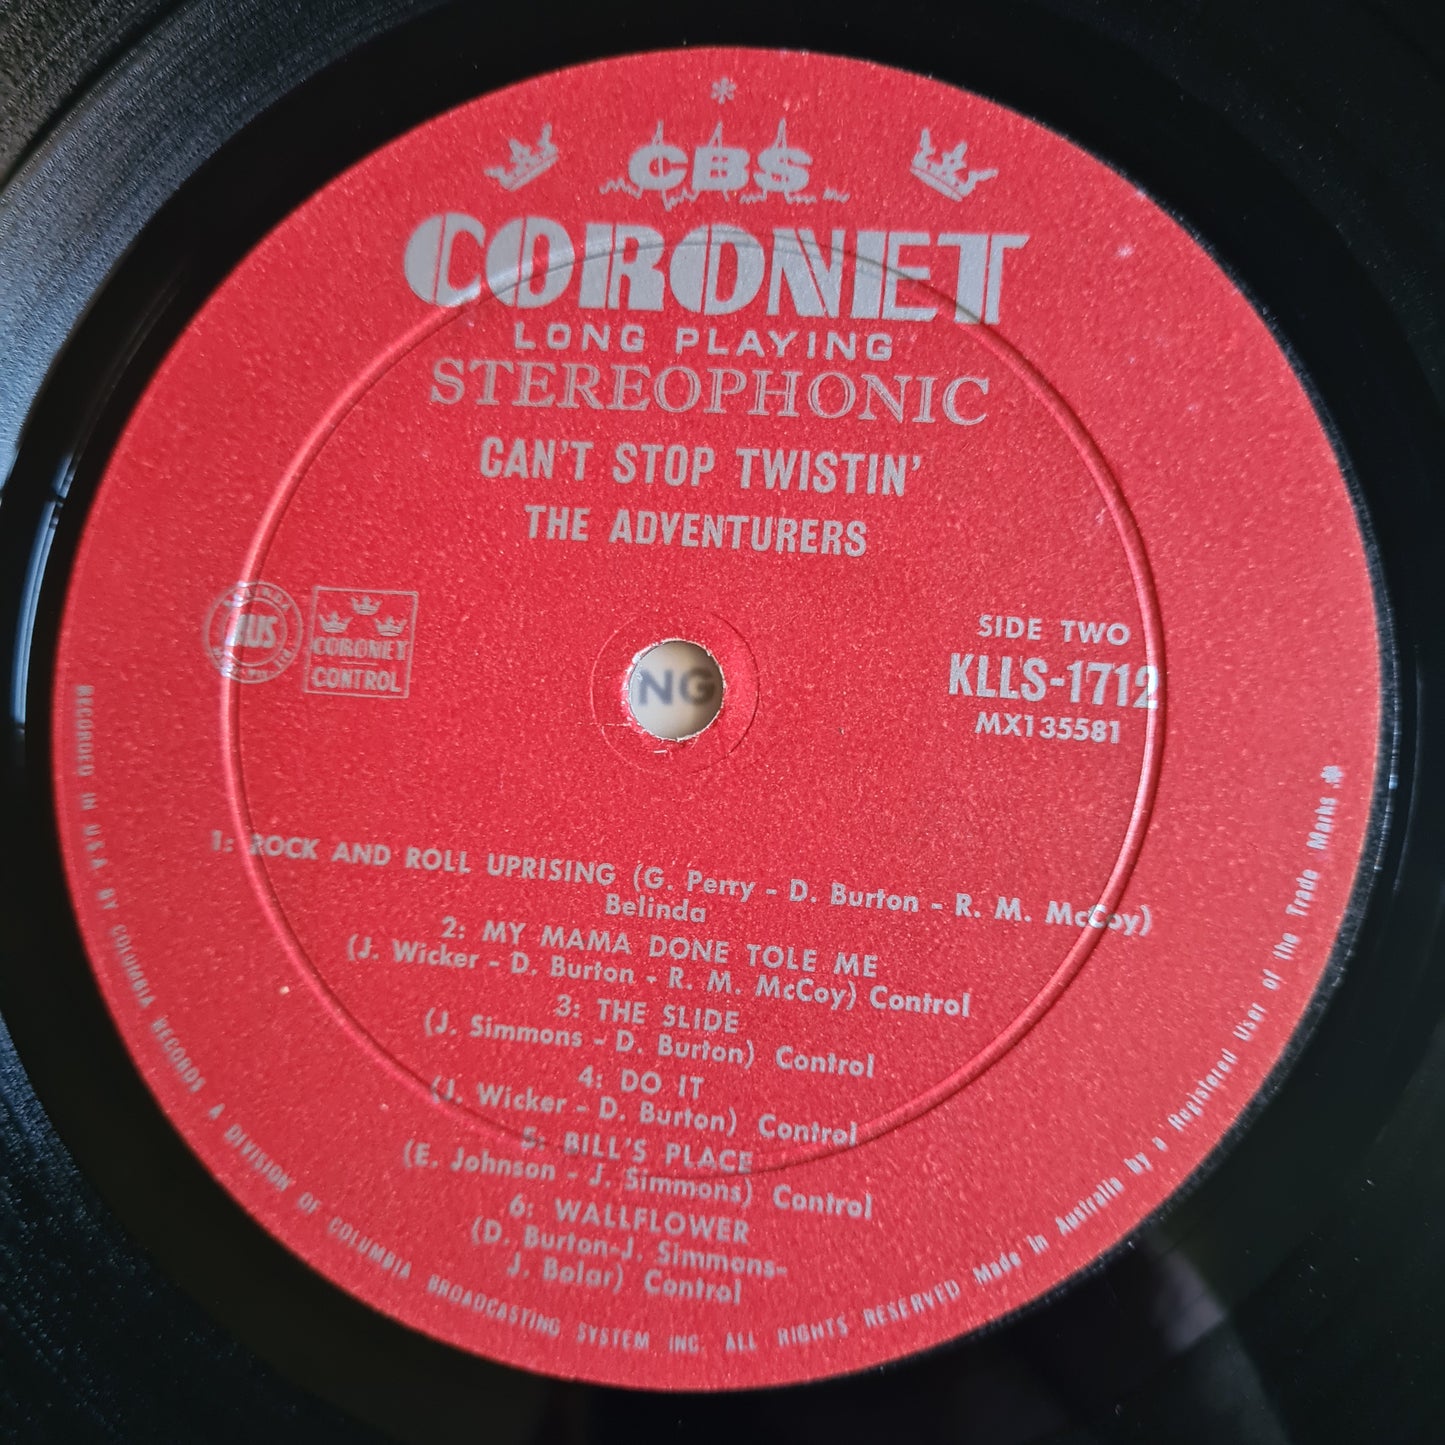 *
CBS
CORONET
LONG PLAYING
STEREOPHONIC
CAN'T STOP TWISTIN'
THE ADVENTURERS
AUS
CORONET
CONTROL
SIDE TWO
KLLS-1712
MX135581
NG
1: ROCK AND ROLL UPRISING (G. Perry - D. Burton - R. M. McCoy)
Belinda
2: MY MAMA DONE TOLE ME
(J. Wicker - D. Burton - R. M. McCoy) Control
3: THE SLIDE
(J. Simmons - D. Burton) Control
4: DO IT
(J. Wicker - D. Burton) Control
5: BILL'S PLACE
(E. Johnson - J. Simmons) Control
6: WALLFLOWER
(D. Burton-J. Simmons-
J. Bolar) Control
RECORDED IN U.S.A. BY COLUMBIA RECORDS A DIVISION OF COLUMBIA BROADCASTING SYSTEM INC. ALL RIGHTS RESERVED Made in Australia by a Registered User of the Trade Marks *